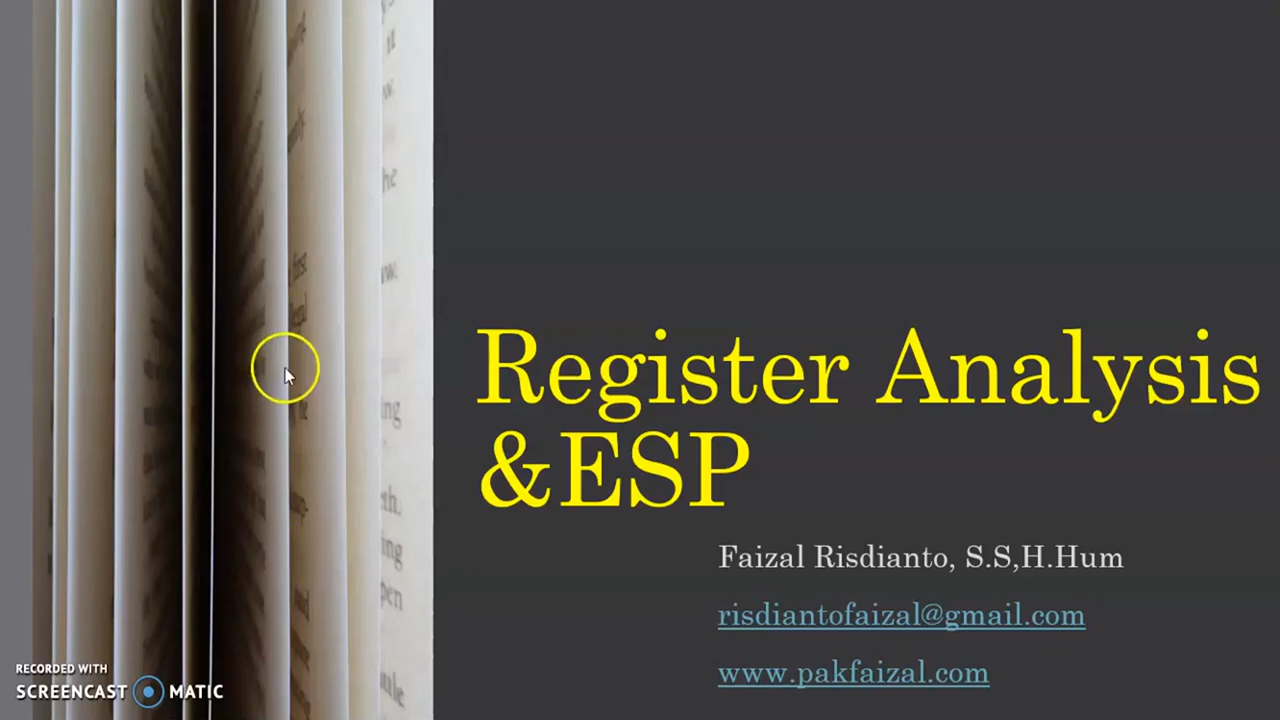 Register Analysis
&ESP
Faizal Risdianto, S.S,H.Hum
risdiantofaizal@gmail.com
www.pakfaizal.com
RECORDED WITH
SCREENCAST MATIC